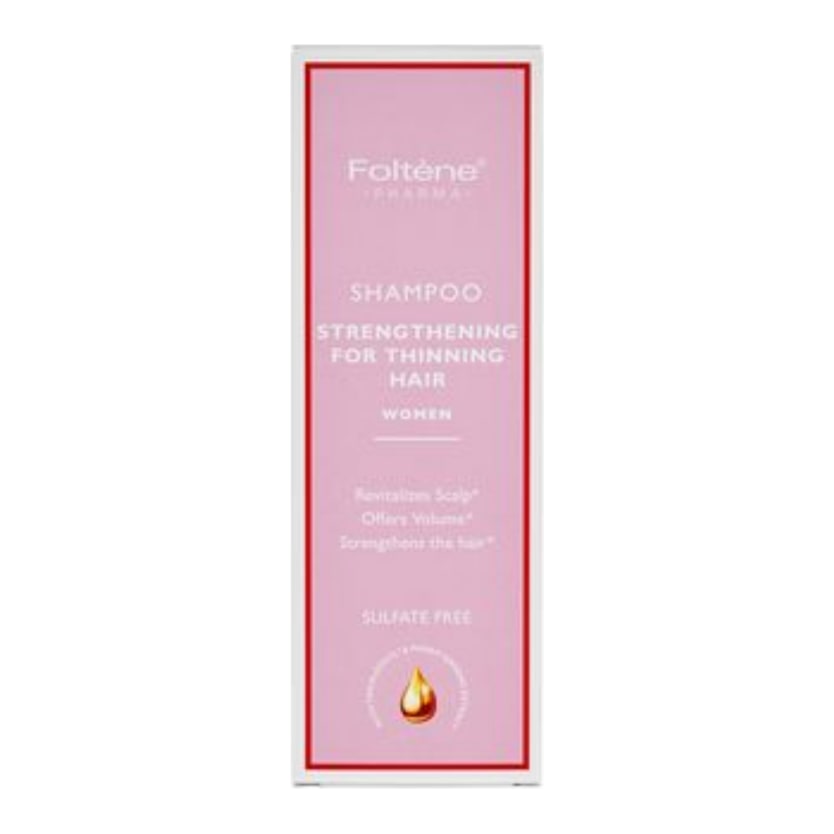 Foltène®
PHARMA
SHAMPOO
STRENGTHENING
FOR THINNING
HAIR
WOMEN
Revitalizes Scalp*
Offers Volume*
Strengthens the hair*
SULFATE FREE